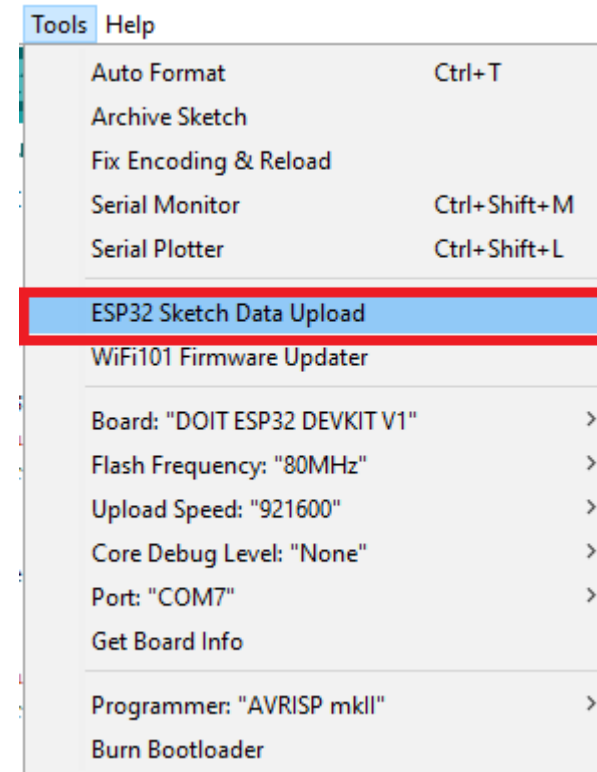 Tools Help
Auto Format Ctrl+T
Archive Sketch
Fix Encoding & Reload
Serial Monitor Ctrl+Shift+M
Serial Plotter Ctrl+Shift+L
ESP32 Sketch Data Upload
WiFi101 Firmware Updater
Board: "DOIT ESP32 DEVKIT V1"
Flash Frequency: "80MHz"
Upload Speed: "921600"
Core Debug Level: "None"
Port: "COM7"
Get Board Info
Programmer: "AVRISP mkII"
Burn Bootloader